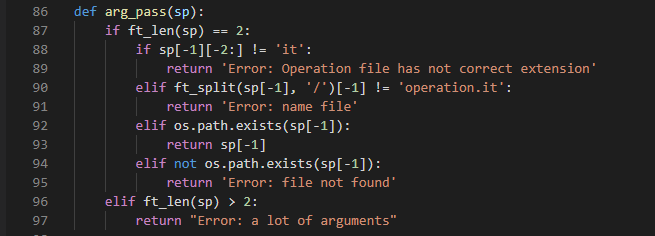 86 def arg_pass(sp):
87     if ft_len(sp) == 2:
88         if sp[-1][-2:] != 'it':
89             return 'Error: Operation file has not correct extension'
90         elif ft_split(sp[-1], '/')[-1] != 'operation.it':
91             return 'Error: name file'
92         elif os.path.exists(sp[-1]):
93             return sp[-1]
94         elif not os.path.exists(sp[-1]):
95             return 'Error: file not found'
96     elif ft_len(sp) > 2:
97         return "Error: a lot of arguments"